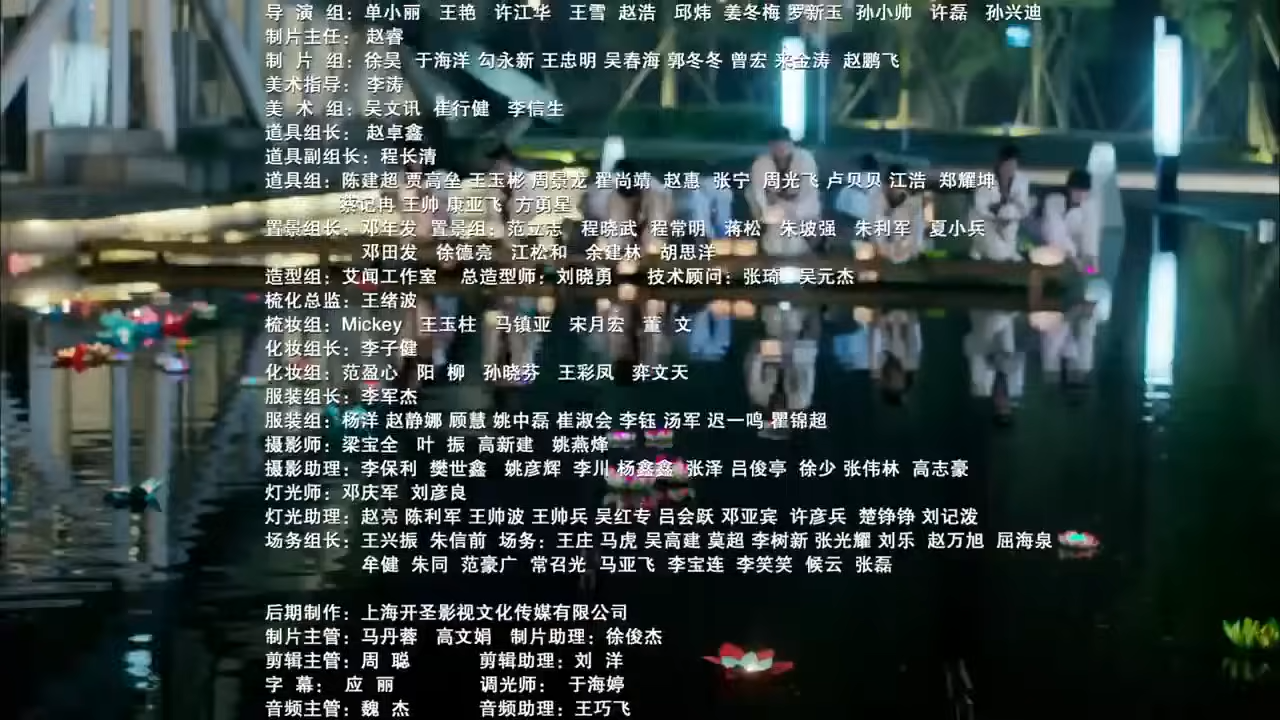 导 演 组：单小丽 王艳 许江华 王雪 赵浩 邱炜 姜冬梅 罗新玉 孙小帅 许磊 孙兴迪
制片主任： 赵睿
制 片 组：徐昊 于海洋 勾永新 王忠明 吴春海 郭冬冬 曾宏 来金涛 赵鹏飞
美术指导： 李涛
美 术 组：吴文讯 崔行健 李信生
道具组长： 赵卓鑫
道具副组长：程长清
道具组：陈建超 贾高垒 王玉彬 周景龙 翟尚靖 赵惠 张宁 周光飞 卢贝贝 江浩 郑耀坤
蔡记冉 王帅 康亚飞 方勇星
置景组长：邓年发 置景组：范立志 程晓武 程常明 蒋松 朱坡强 朱利军 夏小兵
邓田发 徐德亮 江松和 余建林 胡思洋
造型组：艾闻工作室 总造型师：刘晓勇 技术顾问：张琦 吴元杰
梳化总监：王绪波
梳妆组：Mickey 王玉柱 马镇亚 宋月宏 董 文
化妆组长：李子健
化妆组：范盈心 阳 柳 孙晓芬 王彩凤 弈文天
服装组长：李军杰
服装组：杨洋 赵静娜 顾慧 姚中磊 崔淑会 李钰 汤军 迟一鸣 瞿锦超
摄影师：梁宝全 叶 振 高新建 姚燕烽
摄影助理：李保利 樊世鑫 姚彦辉 李川 杨鑫鑫 张泽 吕俊亭 徐少 张伟林 高志豪
灯光师：邓庆军 刘彦良
灯光助理：赵亮 陈利军 王帅波 王帅兵 吴红专 吕会跃 邓亚宾 许彦兵 楚铮铮 刘记泼
场务组长：王兴振 朱信前 场务：王庄 马虎 吴高建 莫超 李树新 张光耀 刘乐 赵万旭 屈海泉
牟健 朱同 范豪广 常召光 马亚飞 李宝连 李笑笑 候云 张磊
后期制作：上海开圣影视文化传媒有限公司
制片主管：马丹蓉 高文娟 制片助理：徐俊杰
剪辑主管：周 聪 剪辑助理：刘 洋
字 幕： 应 丽 调光师： 于海婷
音频主管：魏 杰 音频助理：王巧飞